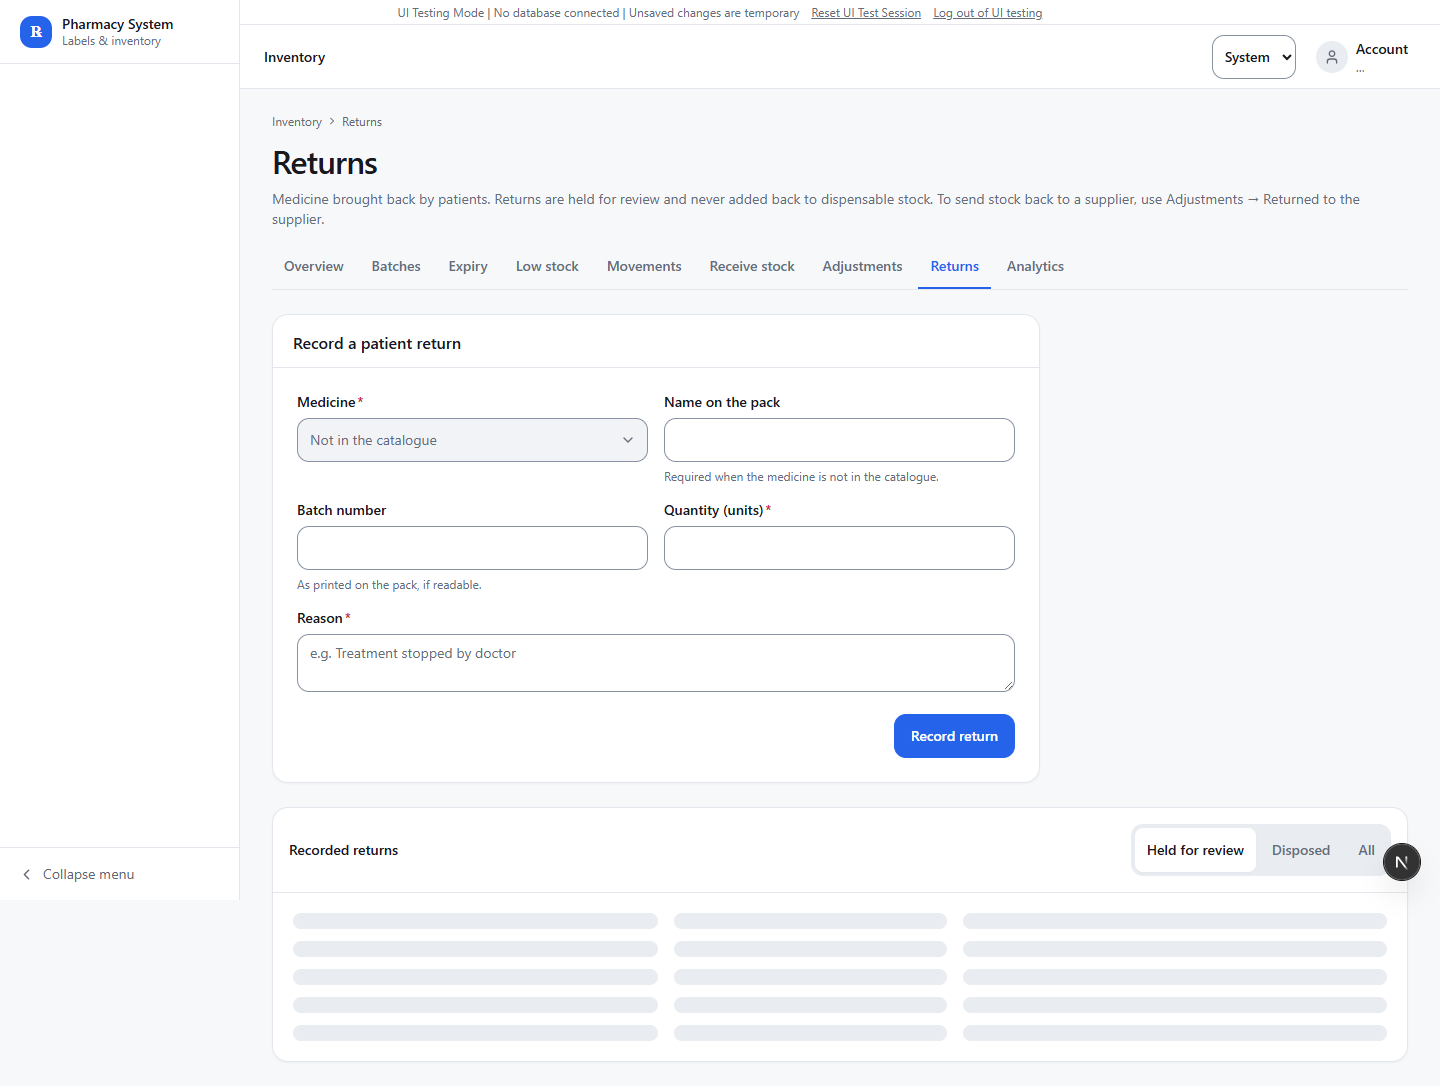 Pharmacy System
Labels & inventory
UI Testing Mode | No database connected | Unsaved changes are temporary Reset UI Test Session Log out of UI testing
Inventory
System
Account
...
Inventory > Returns
Returns
Medicine brought back by patients. Returns are held for review and never added back to dispensable stock. To send stock back to a supplier, use Adjustments → Returned to the
supplier.
Overview Batches Expiry Low stock Movements Receive stock Adjustments Returns Analytics
Record a patient return
Medicine* Name on the pack
Not in the catalogue
Required when the medicine is not in the catalogue.
Batch number Quantity (units)*
As printed on the pack, if readable.
Reason*
e.g. Treatment stopped by doctor
Record return
Recorded returns
Held for review Disposed All
N
Collapse menu